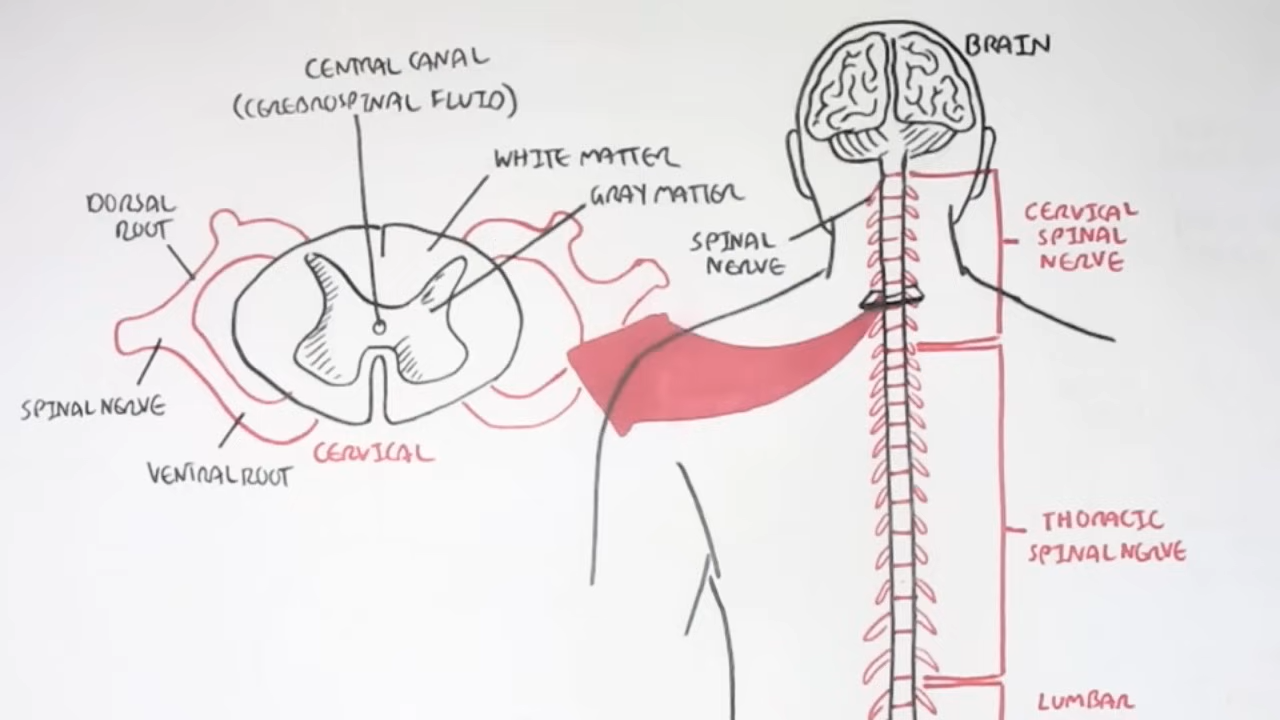 CENTRAL CANAL
(CEREBROSPINAL FLUID)
WHITE MATTER
GRAY MATTER
DORSAL
ROOT
SPINAL NERVE
VENTRAL ROOT
CERVICAL
BRAIN
SPINAL
NERVE
CERVICAL
SPINAL
NERVE
THORACIC
SPINAL NERVE
LUMBAR